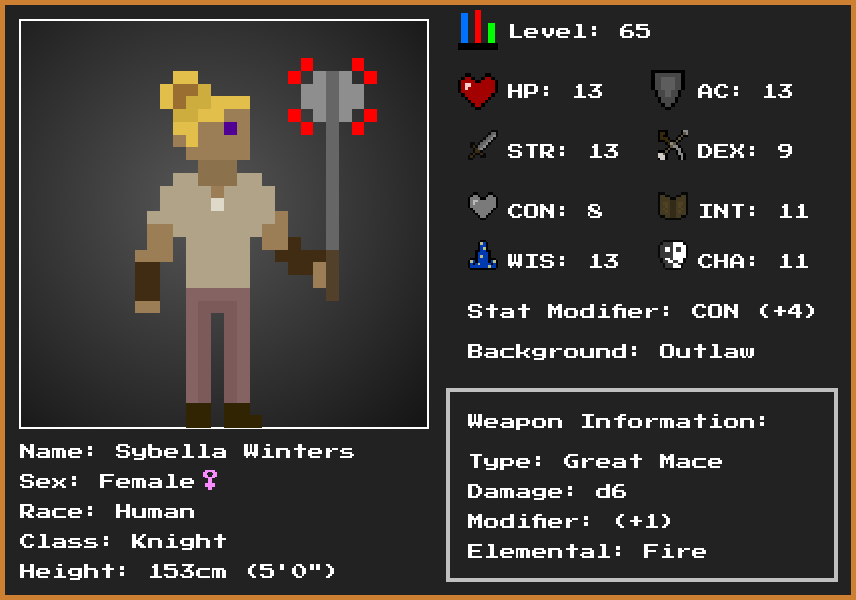 Level: 65
HP: 13
AC: 13
STR: 13
DEX: 9
CON: 8
INT: 11
WIS: 13
CHA: 11
Stat Modifier: CON (+4)
Background: Outlaw
Weapon Information:
Type: Great Mace
Damage: d6
Modifier: (+1)
Elemental: Fire
Name: Sybella Winters
Sex: Female♀
Race: Human
Class: Knight
Height: 153cm (5'0")